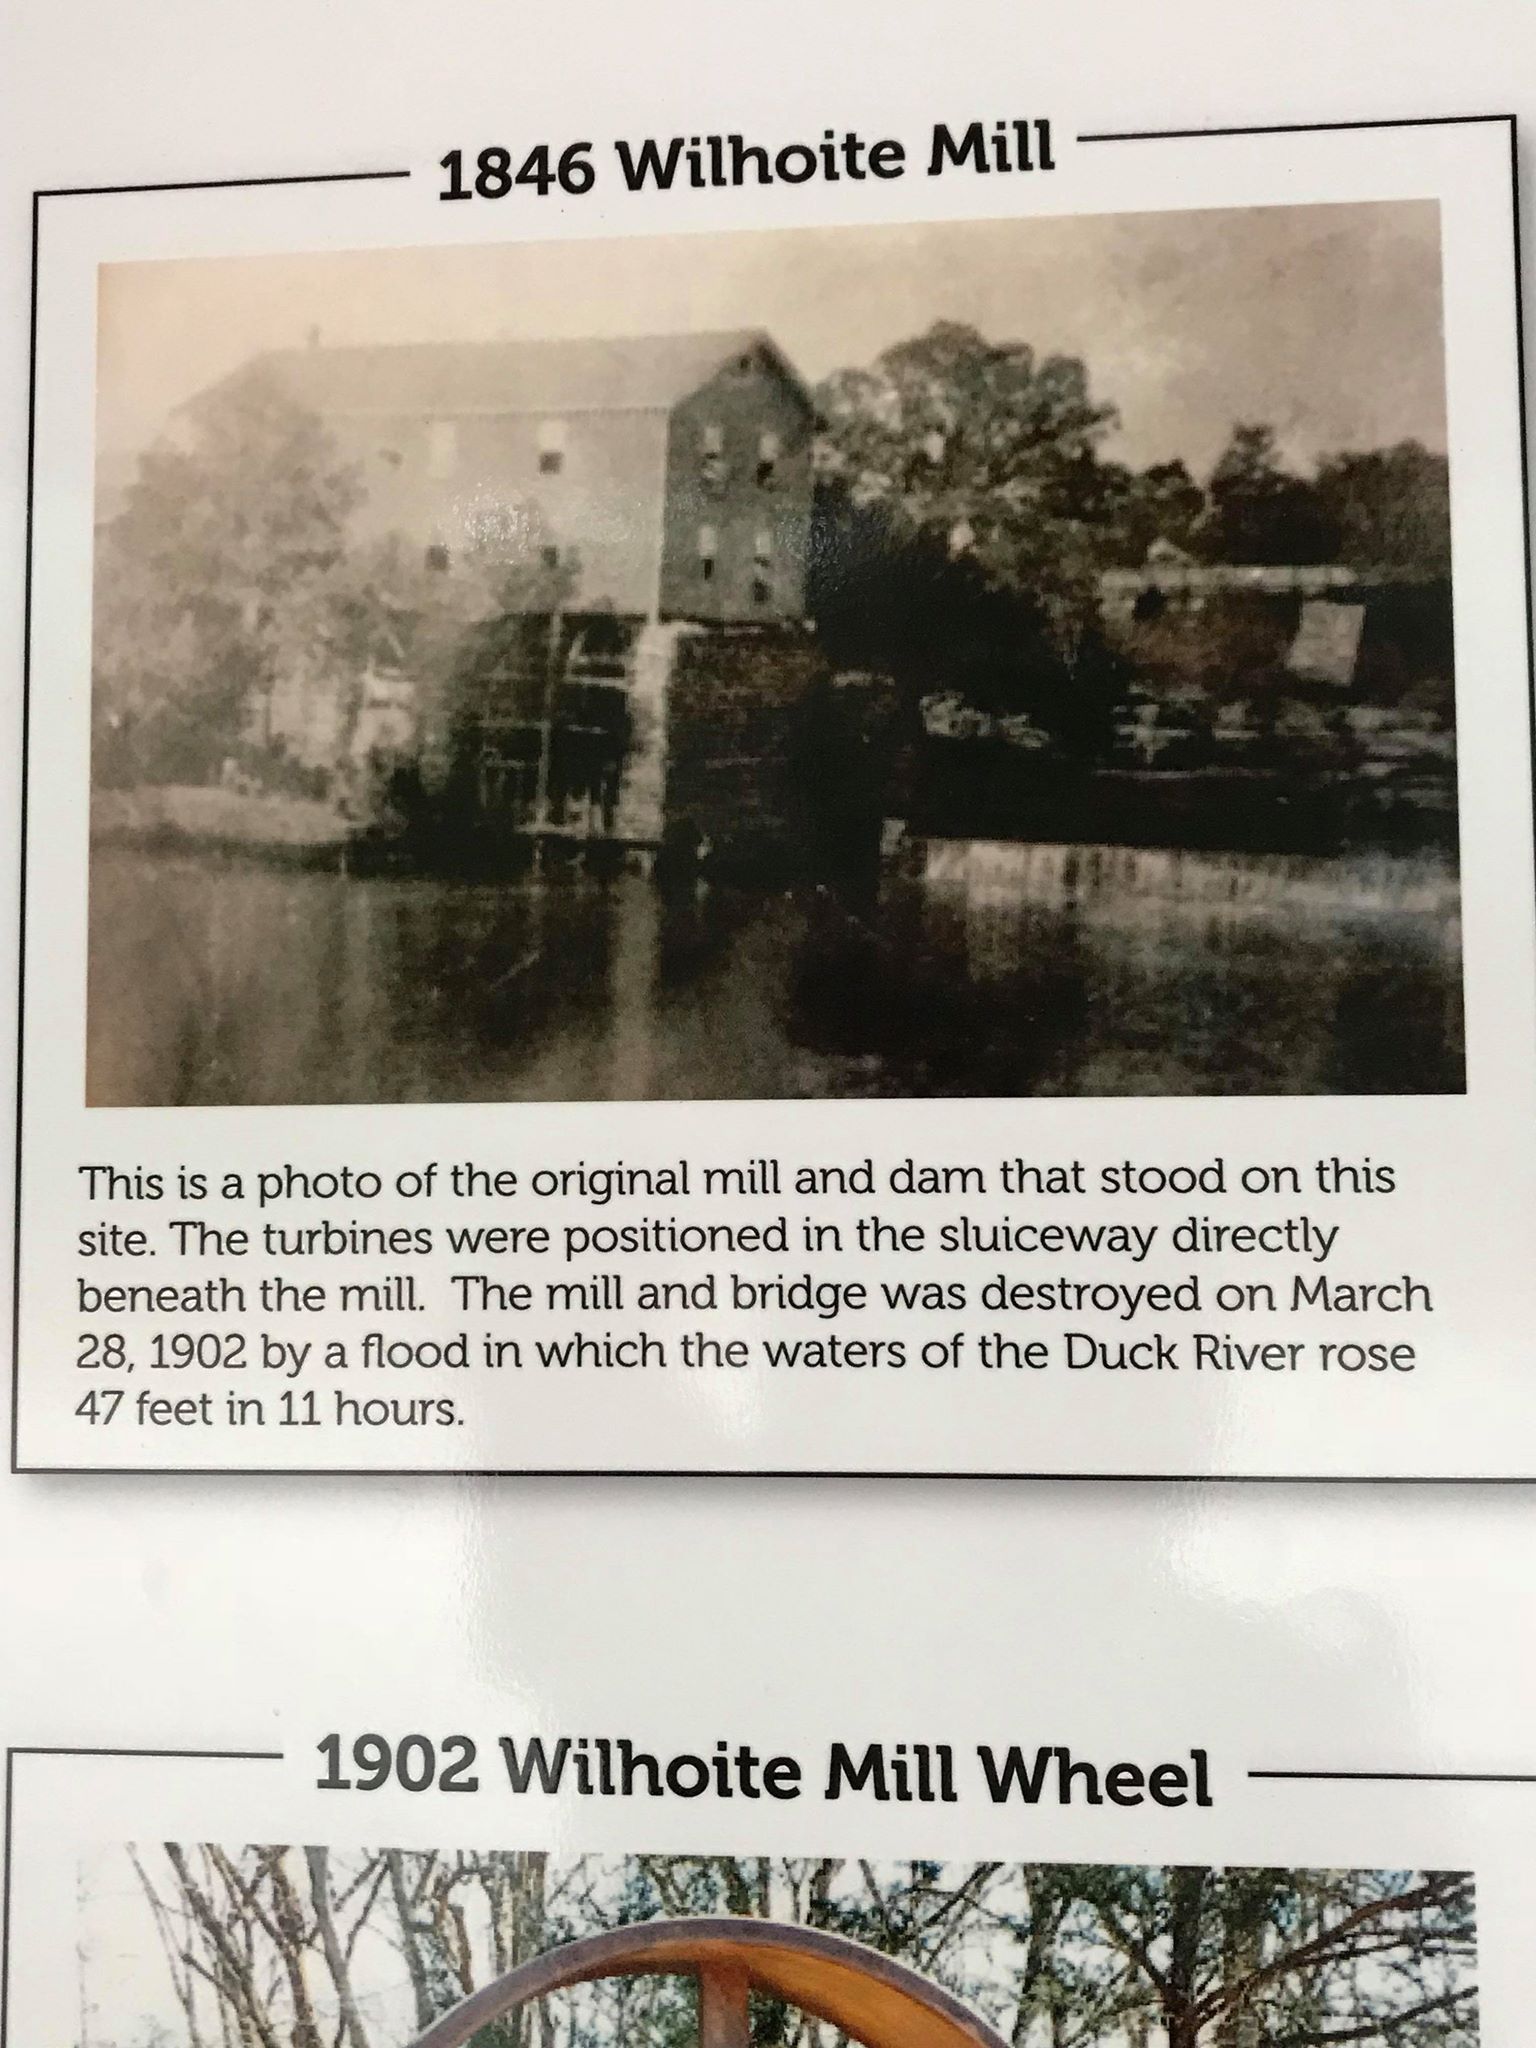 1846 Wilhoite Mill
This is a photo of the original mill and dam that stood on this
site. The turbines were positioned in the sluiceway directly
beneath the mill.  The mill and bridge was destroyed on March
28, 1902 by a flood in which the waters of the Duck River rose
47 feet in 11 hours.
1902 Wilhoite Mill Wheel